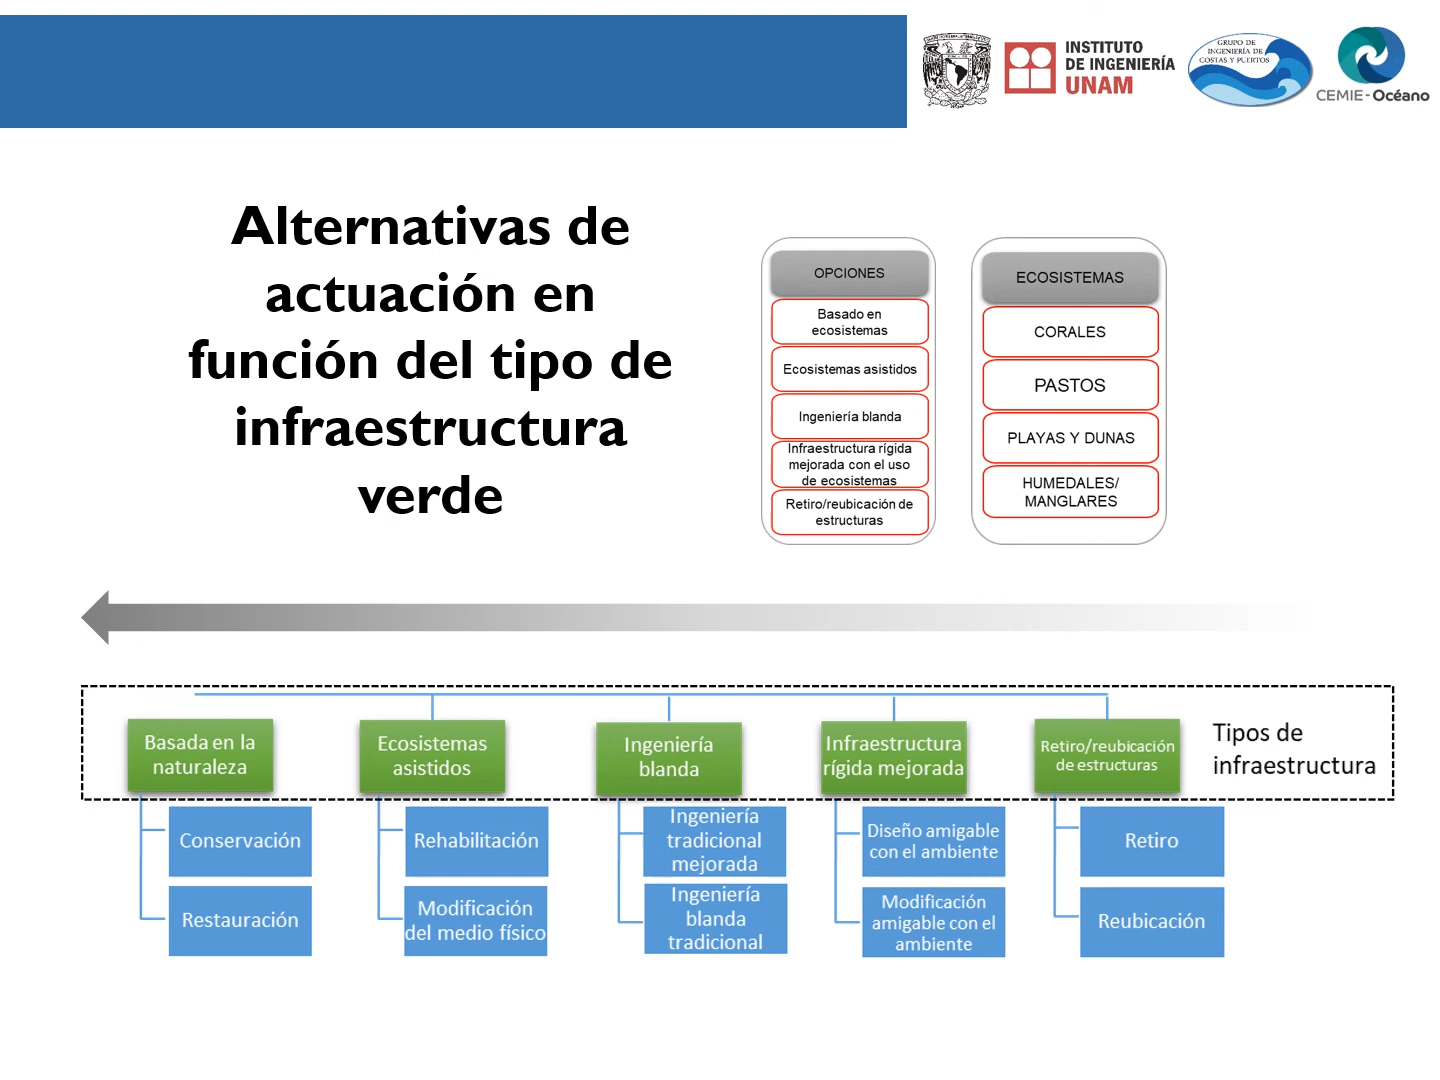 INSTITUTO
DE INGENIERÍA
UNAM
GRUPO DE
INGENIERÍA DE
COSTAS Y PUERTOS
CEMIE-Océano
Alternativas de
actuación en
función del tipo de
infraestructura
verde
OPCIONES
Basado en
ecosistemas
Ecosistemas asistidos
Ingeniería blanda
Infraestructura rígida
mejorada con el uso
de ecosistemas
Retiro/reubicación de
estructuras
ECOSISTEMAS
CORALES
PASTOS
PLAYAS Y DUNAS
HUMEDALES/
MANGLARES
Basada en la
naturaleza
Ecosistemas
asistidos
Ingeniería
blanda
Infraestructura
rígida mejorada
Retiro/reubicación
de estructuras
Tipos de
infraestructura
Conservación
Restauración
Rehabilitación
Modificación
del medio físico
Ingeniería
tradicional
mejorada
Ingeniería
blanda
tradicional
Diseño amigable
con el ambiente
Modificación
amigable con el
ambiente
Retiro
Reubicación